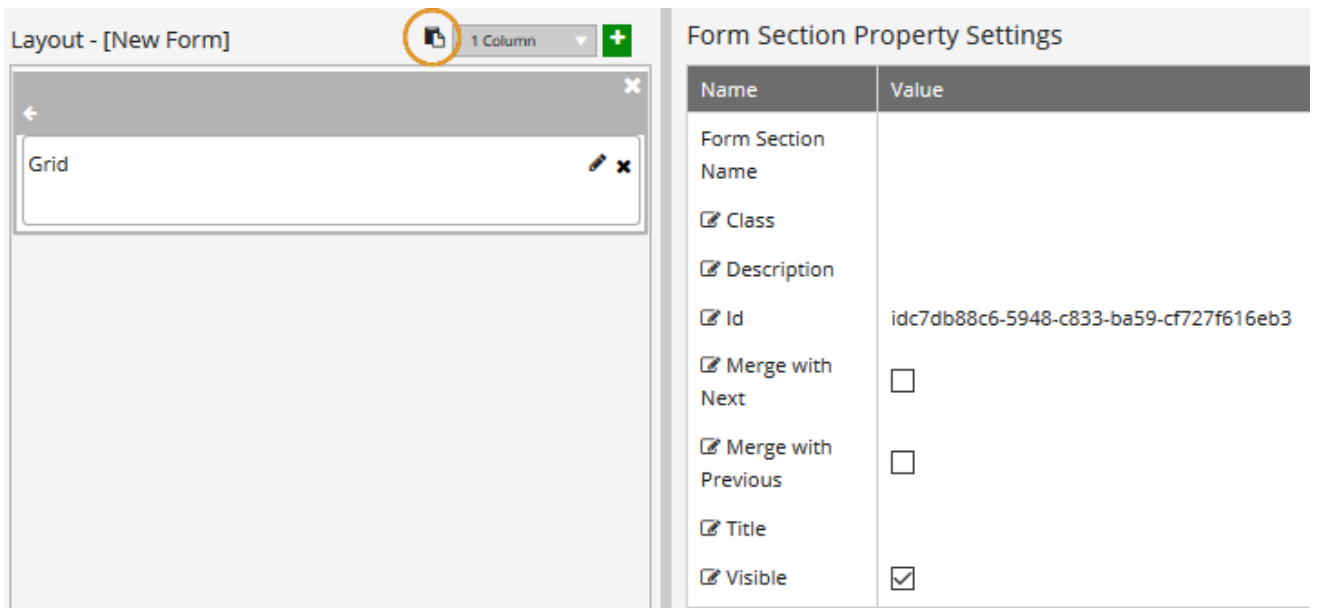 Layout - [New Form]
1 Column
Grid
Form Section Property Settings
Name Value
Form Section
Name
Class
Description
Id idc7db88c6-5948-c833-ba59-cf727f616eb3
Merge with
Next
Merge with
Previous
Title
Visible